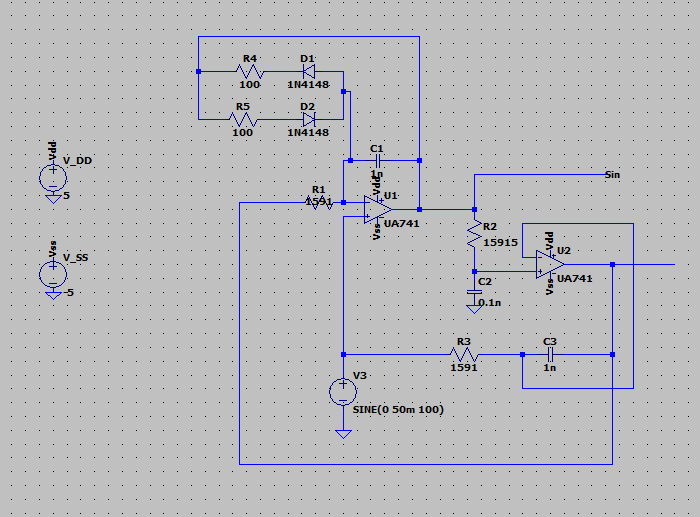 R4
D1
100
1N4148
R5
D2
100
1N4148
C1
1n
Vdd
V_DD
5
R1
1591
Vdd
U1
Vss
UA741
Sin
R2
15915
Vss
V_SS
-5
Vdd
U2
Vss
UA741
C2
0.1n
R3
1591
C3
1n
V3
SINE(0 50m 100)